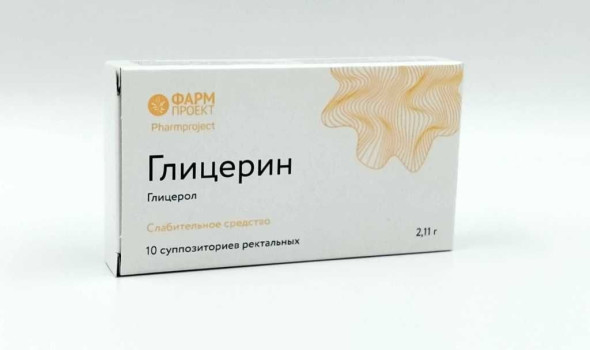 ФАРМ
ПРОЕКТ
Pharmproject
Глицерин
Глицерол
Слабительное средство
10 суппозиториев ректальных
2,11 г